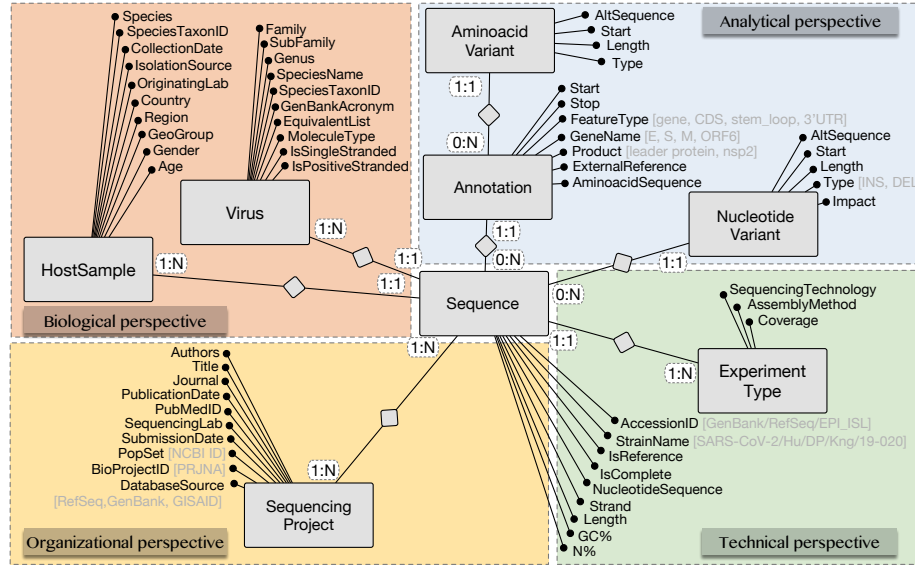 Species
SpeciesTaxonID
CollectionDate
IsolationSource
OriginatingLab
Country
Region
GeoGroup
Gender
Age
HostSample
1:N
1:1
Family
SubFamily
Genus
SpeciesName
SpeciesTaxonID
GenBankAcronym
EquivalentList
MoleculeType
IsSingleStranded
IsPositiveStranded
Virus
1:N
1:1
Biological perspective
Analytical perspective
Aminoacid
Variant
AltSequence
Start
Length
Type
1:1
0:N
Start
Stop
FeatureType [gene, CDS, stem_loop, 3'UTR]
GeneName [E, S, M, ORF6]
Product [leader protein, nsp2]
ExternalReference
AminoacidSequence
Annotation
1:1
0:N
AltSequence
Start
Length
Type [INS, DEL
Impact
Nucleotide
Variant
1:1
0:N
Sequence
1:1
1:N
SequencingTechnology
AssemblyMethod
Coverage
Experiment
Type
1:N
AccessionID [GenBank/RefSeq/EPI_ISL]
StrainName [SARS-CoV-2/Hu/DP/Kng/19-020]
IsReference
IsComplete
NucleotideSequence
Strand
Length
GC%
N%
Technical perspective
Authors
Title
Journal
PublicationDate
PubMedID
SequencingLab
SubmissionDate
PopSet [NCBI ID]
BioProjectID [PRJNA]
DatabaseSource
[RefSeq,GenBank, GISAID]
1:N
Sequencing
Project
Organizational perspective